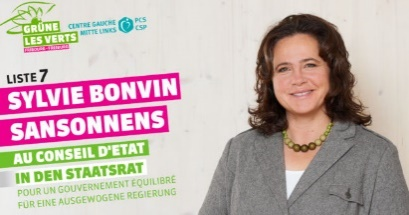 GRÜNE
LES VERTS
FREIBURG - FRIBOURG
CENTRE GAUCHE
MITTE LINKS
PCS
CSP
LISTE 7
SYLVIE BONVIN
SANSONNENS
AU CONSEIL D'ETAT
IN DEN STAATSRAT
POUR UN GOUVERNEMENT ÉQUILIBRÉ
FÜR EINE AUSGEWOGENE REGIERUNG